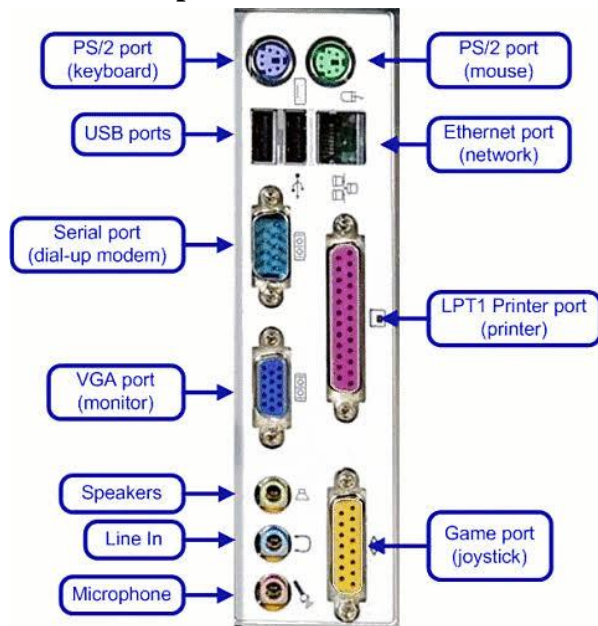 PS/2 port
(keyboard)
PS/2 port
(mouse)
USB ports
Ethernet port
(network)
Serial port
(dial-up modem)
LPT1 Printer port
(printer)
VGA port
(monitor)
Speakers
Line In
Game port
(joystick)
Microphone